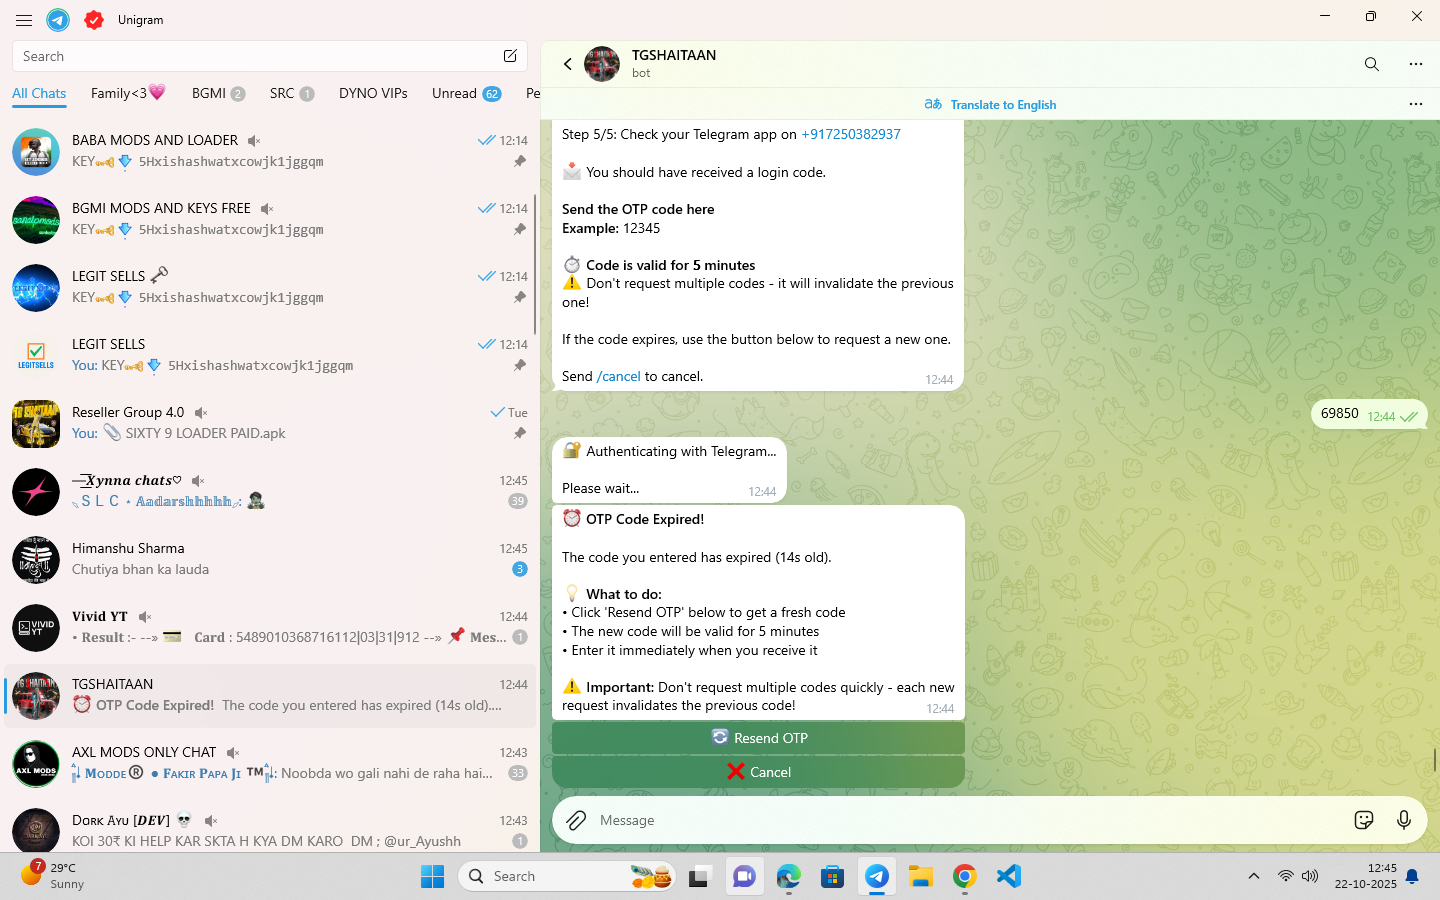 Unigram
Search
All Chats
Family<3💗
BGMI 2
SRC 1
DYNO VIPs
Unread 62
Pe
BABA MODS AND LOADER
12:14
KEY🗝️💎 5Hxishashwatxcowjk1jggqm
BGMI MODS AND KEYS FREE
12:14
KEY🗝️💎 5Hxishashwatxcowjk1jggqm
LEGIT SELLS 🗝️
12:14
KEY🗝️💎 5Hxishashwatxcowjk1jggqm
LEGIT SELLS
12:14
You: KEY🗝️💎 5Hxishashwatxcowjk1jggqm
LEGITSELLS
Reseller Group 4.0
Tue
You: 📎 SIXTY 9 LOADER PAID.apk
Xynna chats♡
12:45
S L C • Aadarshhhhh
39
Himanshu Sharma
12:45
Chutiya bhan ka lauda
3
Vivid YT
12:44
VIVID
YT
• Result :- --» 💳 Card : 5489010368716112|03|31|912 --» 📌 Mes...
1
TGSHAITAAN
12:44
⏰ OTP Code Expired! The code you entered has expired (14s old)....
AXL MODS ONLY CHAT
12:43
AXL MODS
Modde® • Fakir Papa Ji ™: Noobda wo gali nahi de raha hai...
33
Dork Ayu [DEV] 💀
12:43
KOI 30₹ KI HELP KAR SKTA H KYA DM KARO DM ; @ur_Ayushh
1
TGSHAITAAN
bot
Translate to English
Step 5/5: Check your Telegram app on +917250382937
📩 You should have received a login code.
Send the OTP code here
Example: 12345
⏱️ Code is valid for 5 minutes
⚠️ Don't request multiple codes - it will invalidate the previous
one!
If the code expires, use the button below to request a new one.
Send /cancel to cancel.
12:44
69850 12:44
🔐 Authenticating with Telegram...
Please wait...
12:44
⏰ OTP Code Expired!
The code you entered has expired (14s old).
💡 What to do:
• Click 'Resend OTP' below to get a fresh code
• The new code will be valid for 5 minutes
• Enter it immediately when you receive it
⚠️ Important: Don't request multiple codes quickly - each new
request invalidates the previous code!
12:44
🔄 Resend OTP
❌ Cancel
Message
7
29°C
Sunny
Search
12:45
22-10-2025